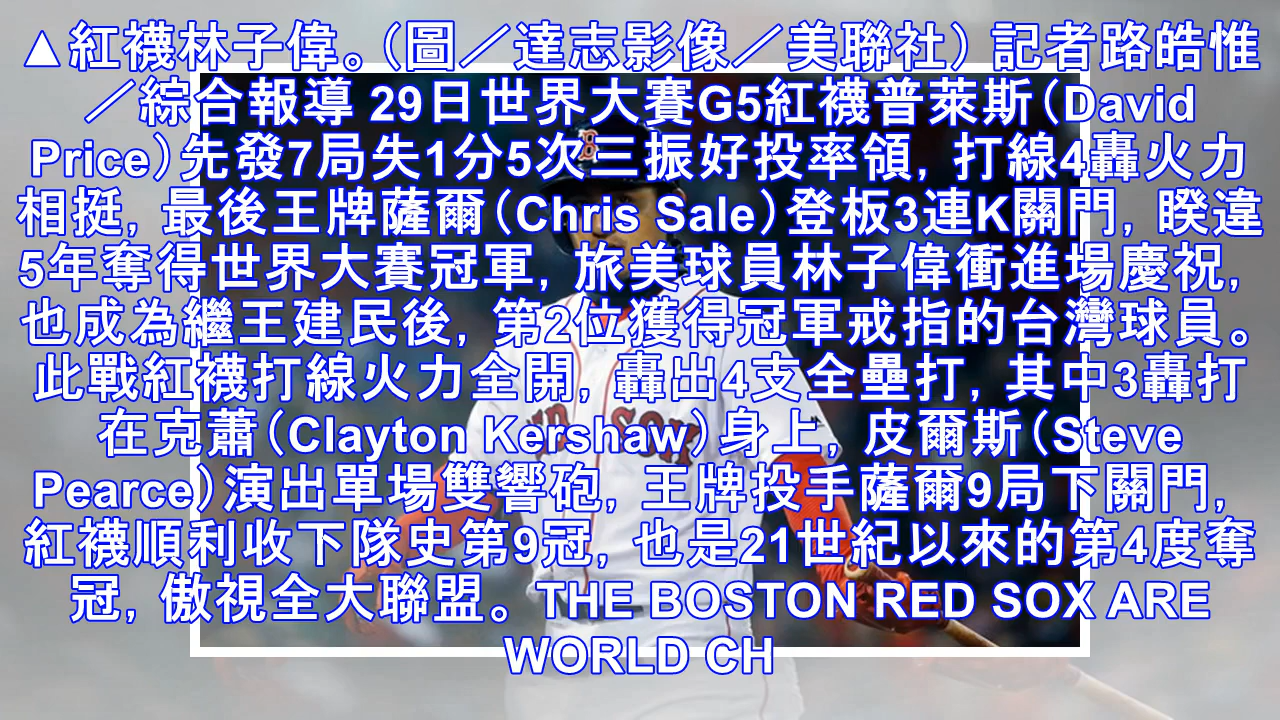 ▲紅襪林子偉。（圖／達志影像／美聯社） 記者路皓惟
／綜合報導 29日世界大賽G5紅襪普萊斯（David
Price）先發7局失1分5次三振好投率領，打線4轟火力
相挺，最後王牌薩爾（Chris Sale）登板3連K關門，睽違
5年奪得世界大賽冠軍，旅美球員林子偉衝進場慶祝，
也成為繼王建民後，第2位獲得冠軍戒指的台灣球員。
此戰紅襪打線火力全開，轟出4支全壘打，其中3轟打
在克蕭（Clayton Kershaw）身上，皮爾斯（Steve
Pearce）演出單場雙響砲，王牌投手薩爾9局下關門，
紅襪順利收下隊史第9冠，也是21世紀以來的第4度奪
冠，傲視全大聯盟。THE BOSTON RED SOX ARE
WORLD CH